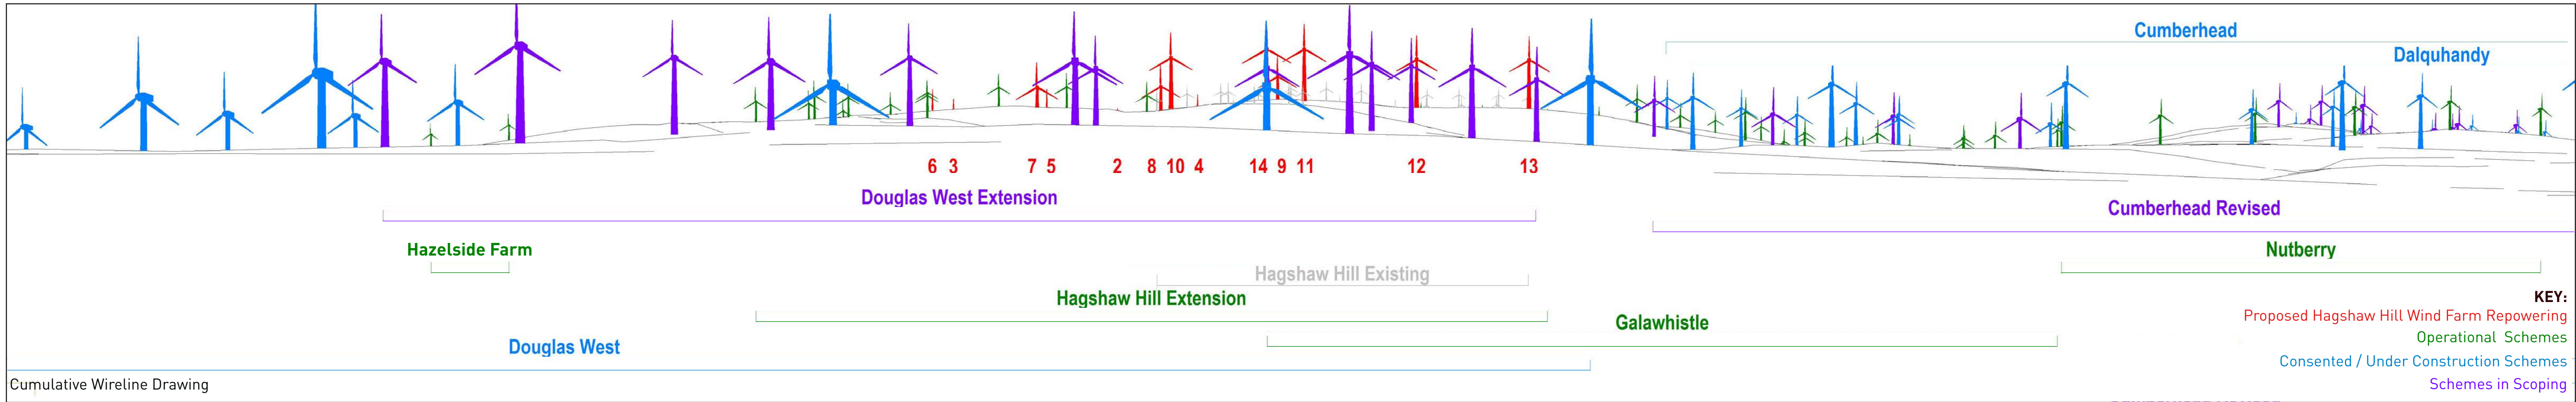 Cumberhead
Dalquhandy
6 3 7 5 2 8 10 4 14 9 11 12 13
Douglas West Extension
Cumberhead Revised
Hazelside Farm
Nutberry
Hagshaw Hill Existing
Hagshaw Hill Extension
KEY:
Proposed Hagshaw Hill Wind Farm Repowering
Galawhistle
Operational Schemes
Douglas West
Consented / Under Construction Schemes
Cumulative Wireline Drawing
Schemes in Scoping